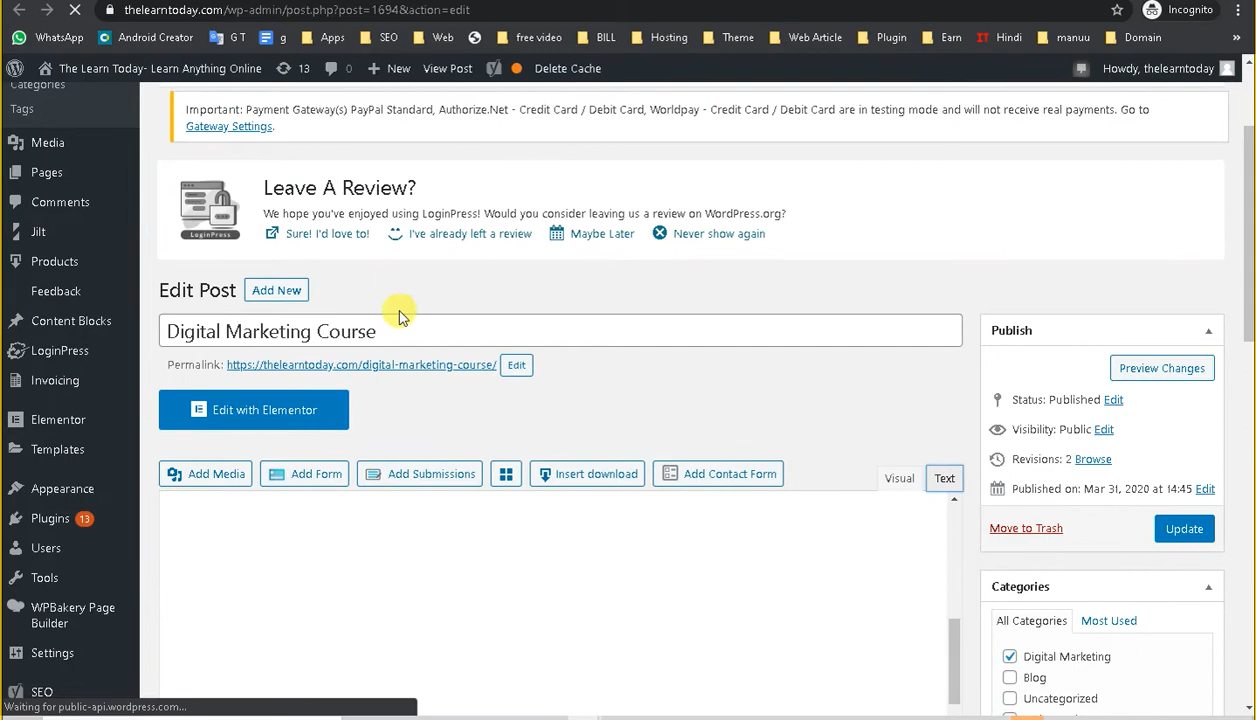 thelearntoday.com/wp-admin/post.php?post=1694&action=edit
Incognito
WhatsApp Android Creator G T g Apps SEO Web free video BILL Hosting Theme Web Article Plugin Earn IT Hindi manuu Domain »
The Learn Today- Learn Anything Online 13 0 New View Post Delete Cache Howdy, thelearntoday
Categories
Tags
Media
Pages
Comments
Jilt
Products
Feedback
Content Blocks
LoginPress
Invoicing
Elementor
Templates
Appearance
Plugins 13
Users
Tools
WPBakery Page
Builder
Settings
SEO
Important: Payment Gateway(s) PayPal Standard, Authorize.Net - Credit Card / Debit Card, Worldpay - Credit Card / Debit Card are in testing mode and will not receive real payments. Go to
Gateway Settings.
LoginPress
Leave A Review?
We hope you've enjoyed using LoginPress! Would you consider leaving us a review on WordPress.org?
Sure! I'd love to! I've already left a review Maybe Later Never show again
Edit Post Add New
Digital Marketing Course
Permalink: https://thelearntoday.com/digital-marketing-course/ Edit
Edit with Elementor
Add Media Add Form Add Submissions Insert download Add Contact Form
Visual Text
Publish
Preview Changes
Status: Published Edit
Visibility: Public Edit
Revisions: 2 Browse
Published on: Mar 31, 2020 at 14:45 Edit
Move to Trash Update
Categories
All Categories Most Used
Digital Marketing
Blog
Uncategorized
Waiting for public-api.wordpress.com...